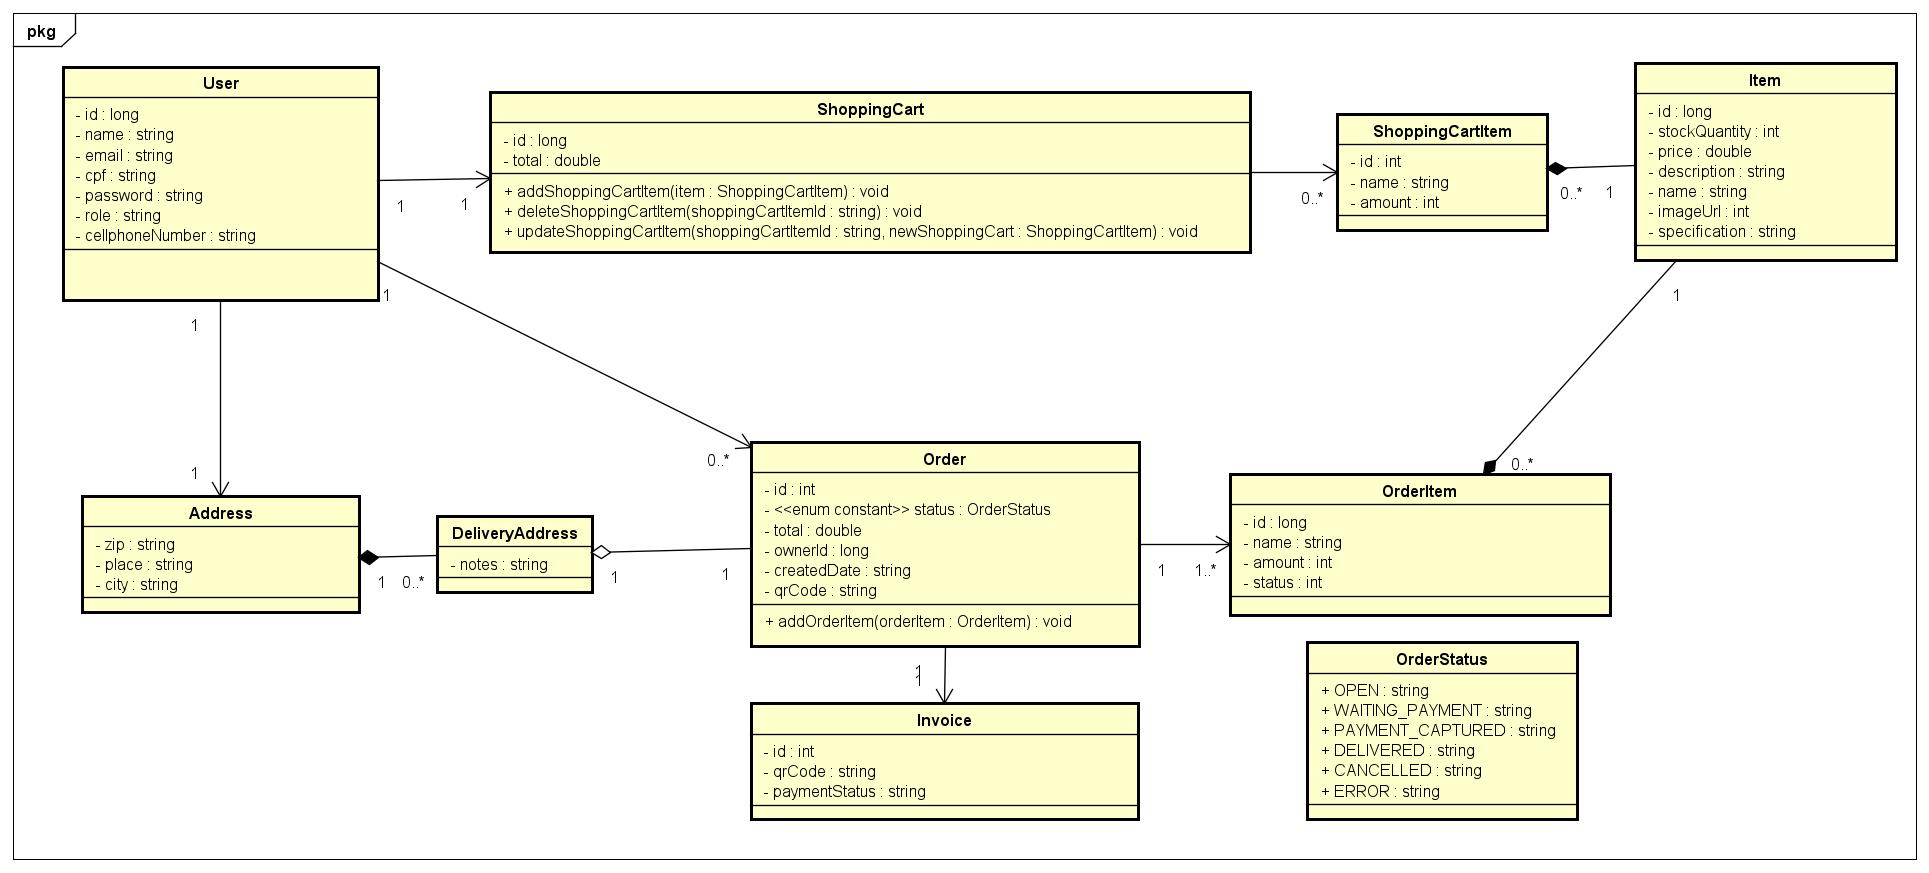 pkg
User
- id : long
- name : string
- email : string
- cpf : string
- password : string
- role : string
- cellphoneNumber : string
ShoppingCart
- id : long
- total : double
+ addShoppingCartItem(item : ShoppingCartItem) : void
+ deleteShoppingCartItem(shoppingCartItemId : string) : void
+ updateShoppingCartItem(shoppingCartItemId : string, newShoppingCart : ShoppingCartItem) : void
ShoppingCartItem
- id : int
- name : string
- amount : int
Item
- id : long
- stockQuantity : int
- price : double
- description : string
- name : string
- imageUrl : int
- specification : string
1
1
0..*
0..*
1
1
1
1
1
0..*
0..*
Address
- zip : string
- place : string
- city : string
1
0..*
DeliveryAddress
- notes : string
1
1
Order
- id : int
- <<enum constant>> status : OrderStatus
- total : double
- ownerId : long
- createdDate : string
- qrCode : string
+ addOrderItem(orderItem : OrderItem) : void
1
1..*
OrderItem
- id : long
- name : string
- amount : int
- status : int
1
1
Invoice
- id : int
- qrCode : string
- paymentStatus : string
OrderStatus
+ OPEN : string
+ WAITING_PAYMENT : string
+ PAYMENT_CAPTURED : string
+ DELIVERED : string
+ CANCELLED : string
+ ERROR : string